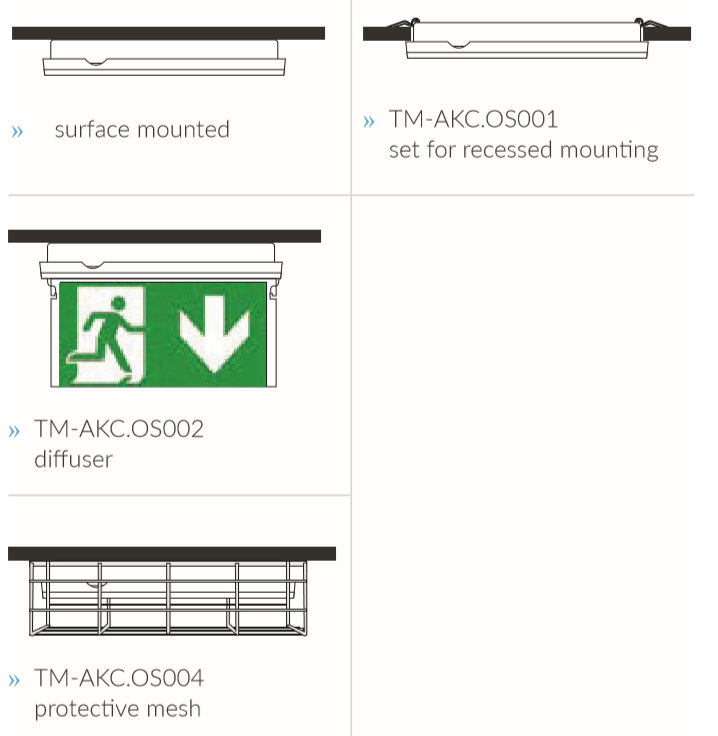 » surface mounted
» TM-AKC.OS001
set for recessed mounting
» TM-AKC.OS002
diffuser
» TM-AKC.OS004
protective mesh